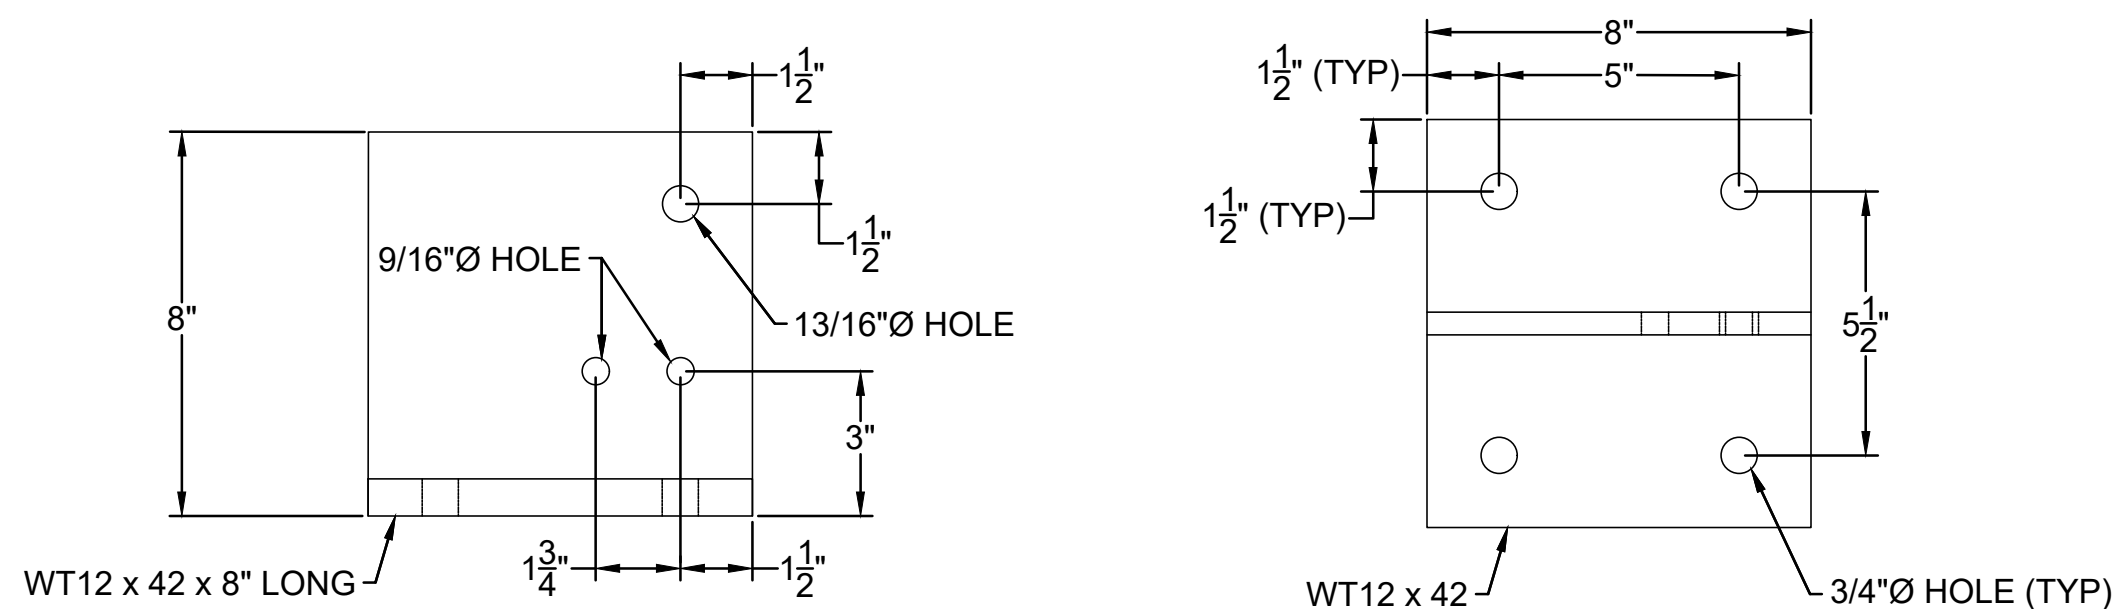 1 1/2"
8"
1 1/2" (TYP)
5"
1 1/2" (TYP)
1 1/2"
9/16"Ø HOLE
8"
13/16"Ø HOLE
5 1/2"
3"
1 3/4"
1 1/2"
WT12 x 42 x 8" LONG
WT12 x 42
3/4"Ø HOLE (TYP)